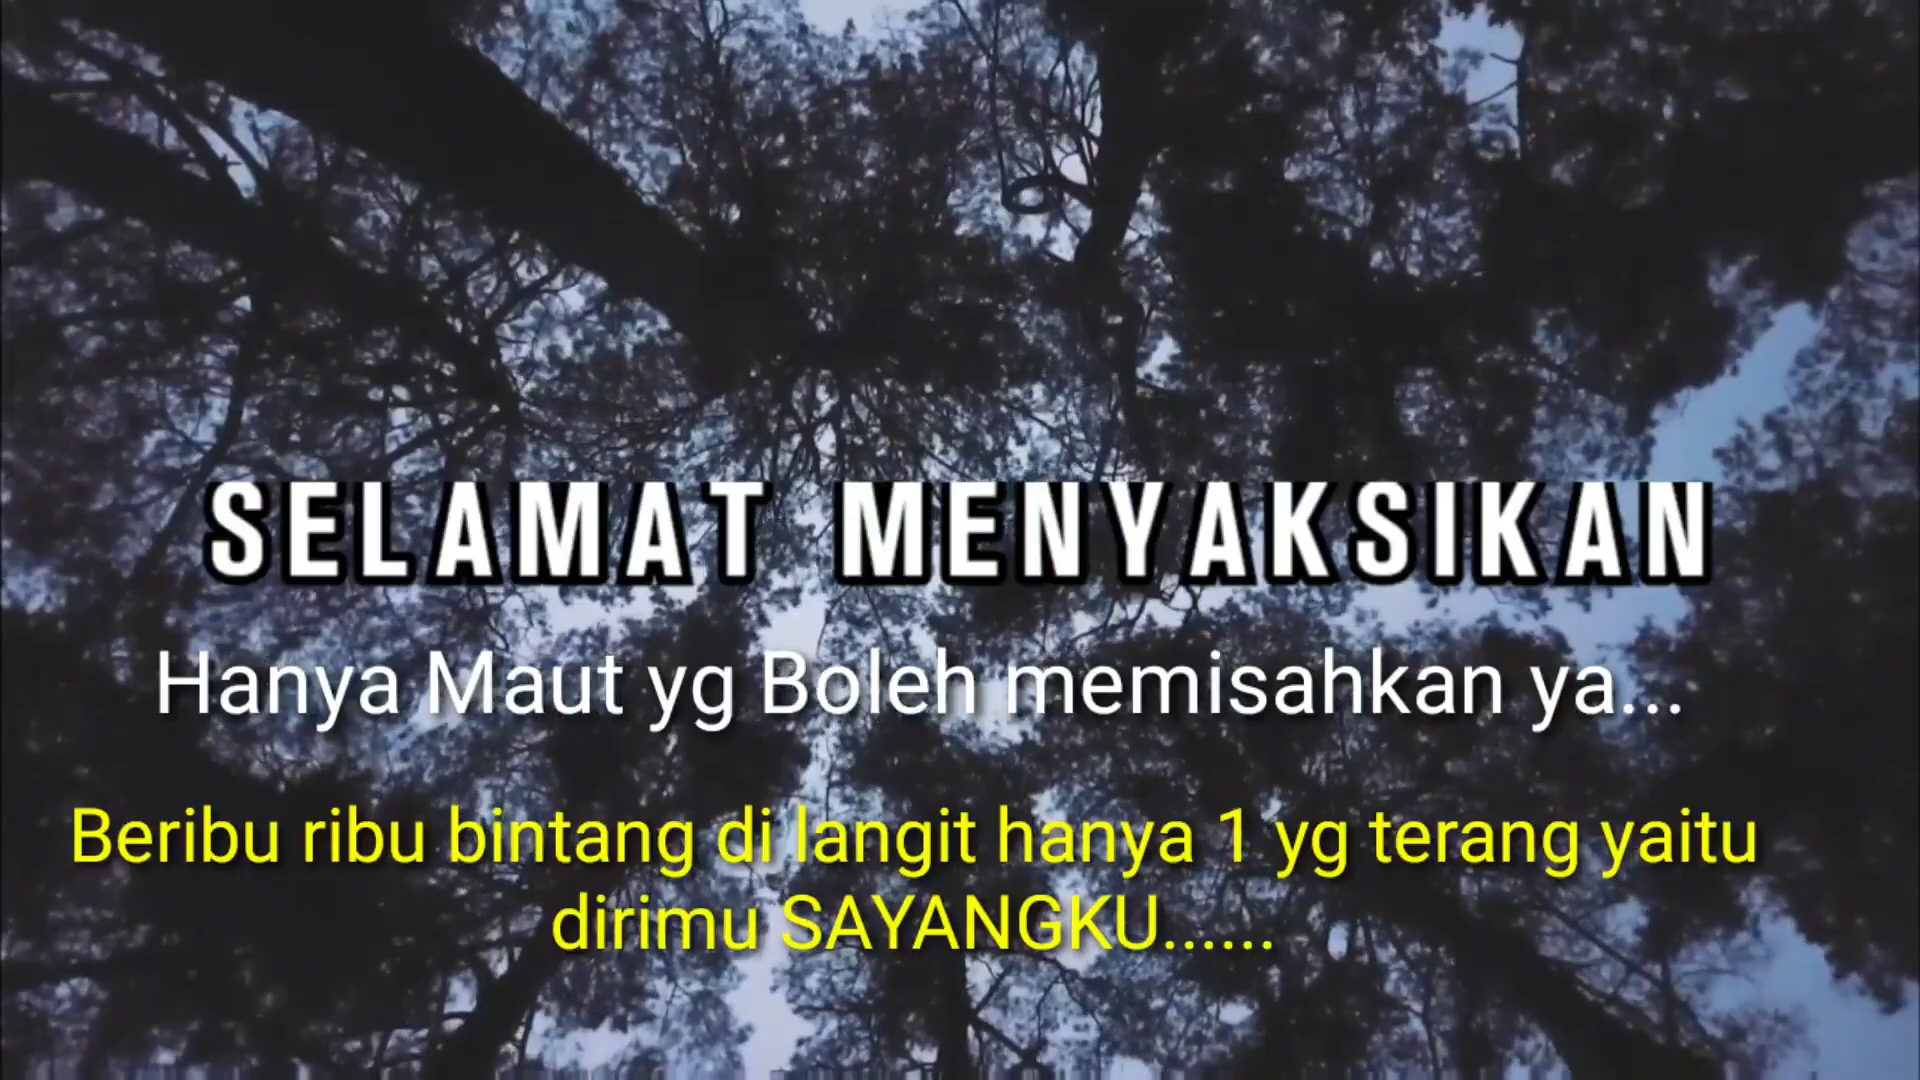 SELAMAT MENYAKSIKAN
Hanya Maut yg Boleh memisahkan ya...
Beribu ribu bintang di langit hanya 1 yg terang yaitu
dirimu SAYANGKU......